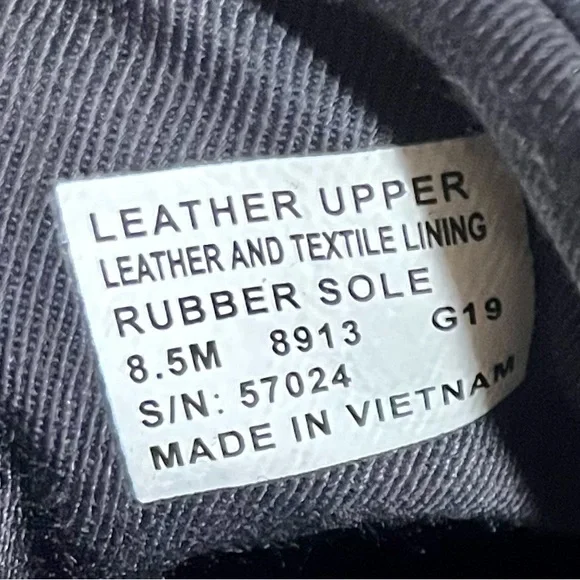 LEATHER UPPER
LEATHER AND TEXTILE LINING
RUBBER SOLE
8.5M 8913 G19
S/N: 57024
MADE IN VIETNAM